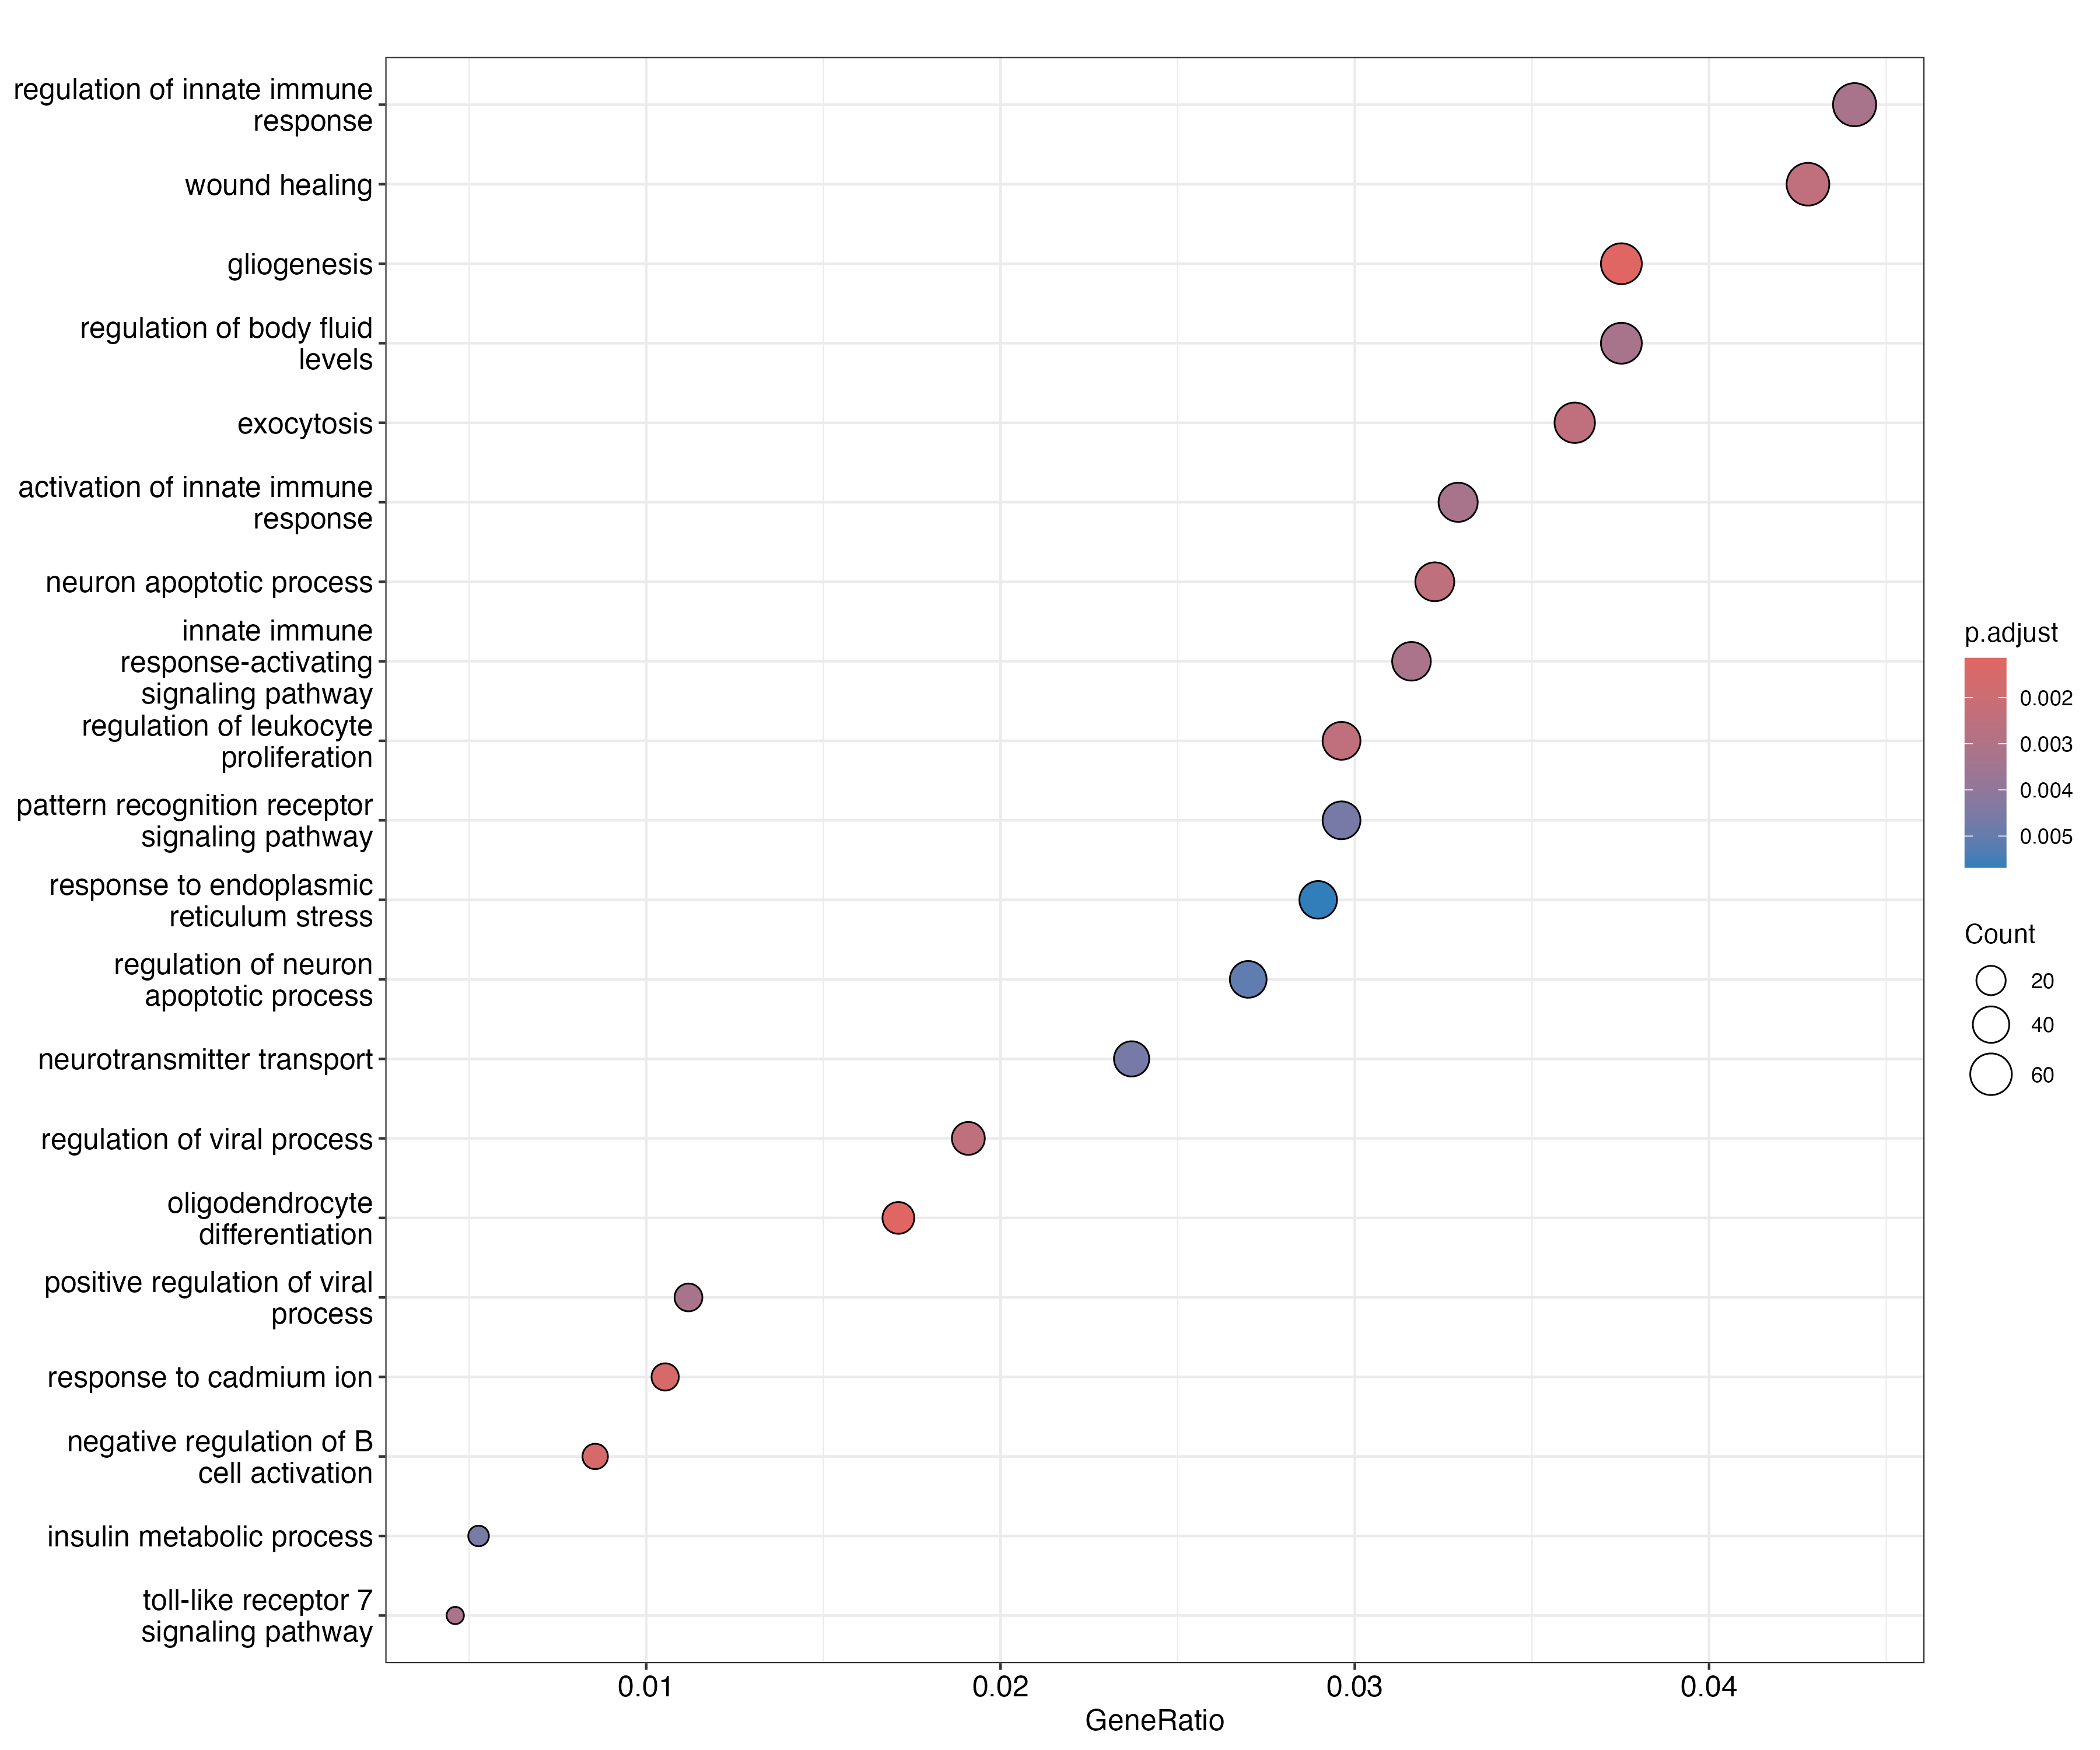 regulation of innate immune
response
wound healing
gliogenesis
regulation of body fluid
levels
exocytosis
activation of innate immune
response
neuron apoptotic process
innate immune
response-activating
signaling pathway
regulation of leukocyte
proliferation
pattern recognition receptor
signaling pathway
response to endoplasmic
reticulum stress
regulation of neuron
apoptotic process
neurotransmitter transport
regulation of viral process
oligodendrocyte
differentiation
positive regulation of viral
process
response to cadmium ion
negative regulation of B
cell activation
insulin metabolic process
toll-like receptor 7
signaling pathway
0.01
0.02
0.03
0.04
GeneRatio
p.adjust
0.002
0.003
0.004
0.005
Count
20
40
60